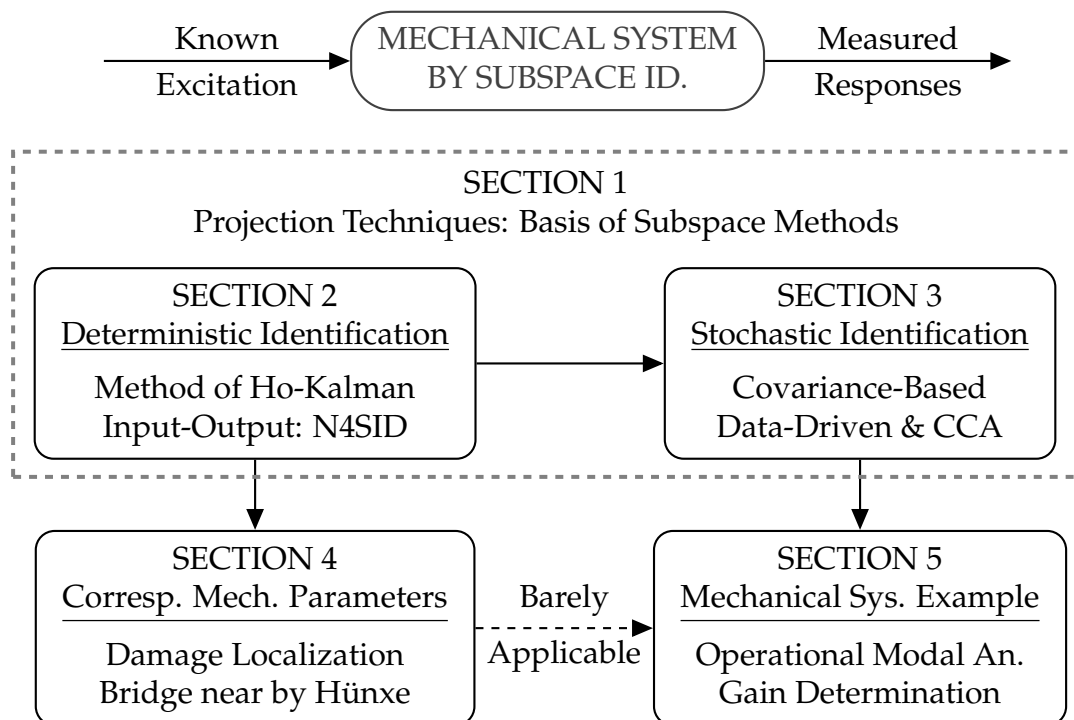 Known
Excitation
MECHANICAL SYSTEM
BY SUBSPACE ID.
Measured
Responses
SECTION 1
Projection Techniques: Basis of Subspace Methods
SECTION 2
Deterministic Identification
Method of Ho-Kalman
Input-Output: N4SID
SECTION 3
Stochastic Identification
Covariance-Based
Data-Driven & CCA
SECTION 4
Corresp. Mech. Parameters
Damage Localization
Bridge near by Hünxe
Barely
Applicable
SECTION 5
Mechanical Sys. Example
Operational Modal An.
Gain Determination